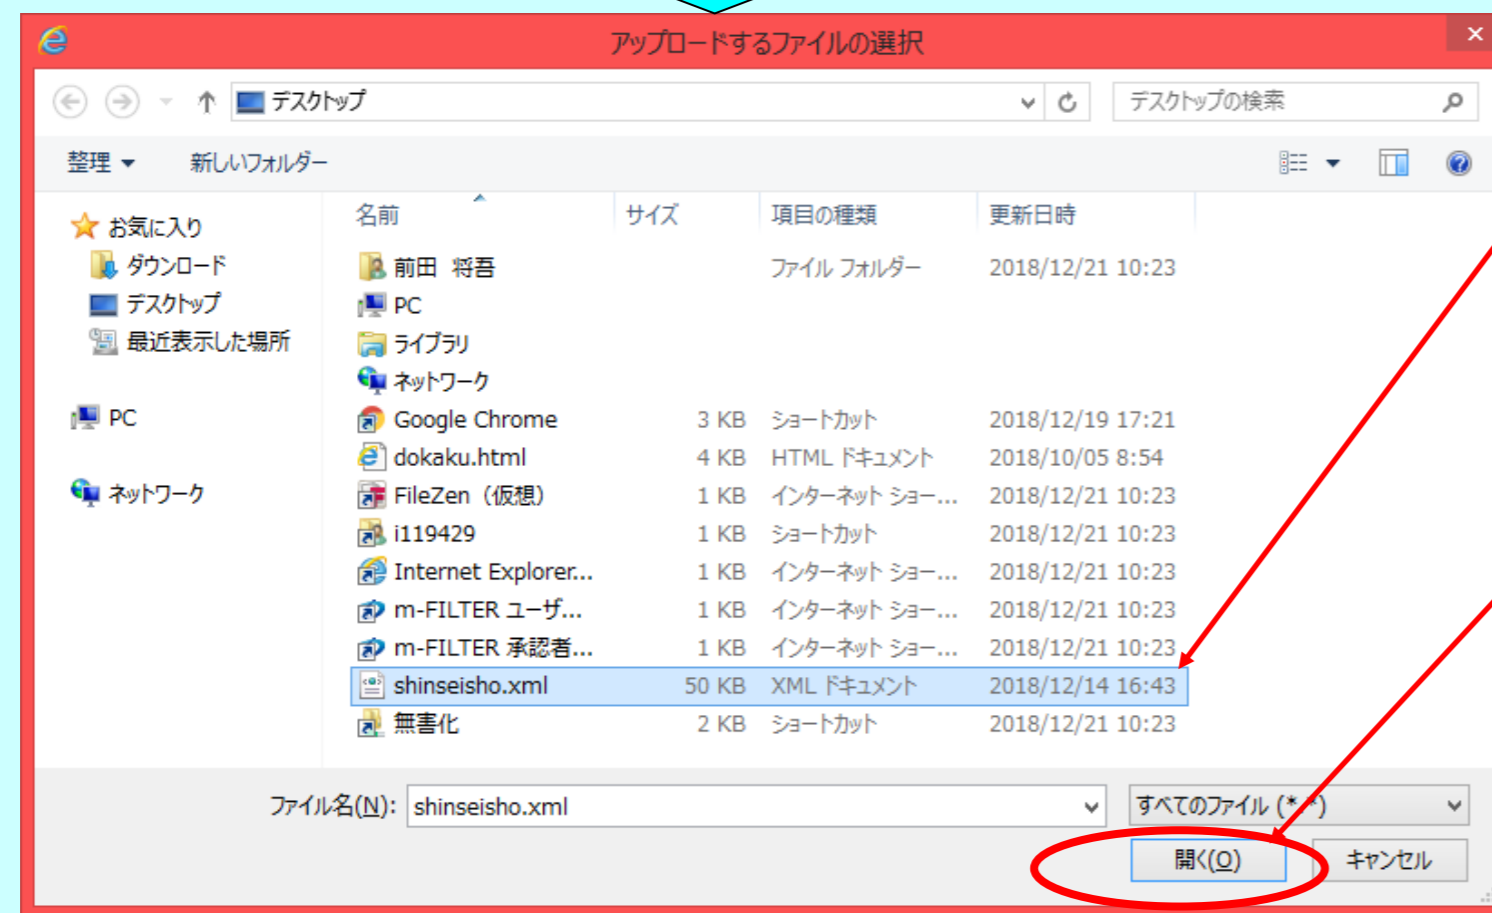 アップロードするファイルの選択
デスクトップ
デスクトップの検索
整理
新しいフォルダー
お気に入り
ダウンロード
デスクトップ
最近表示した場所
PC
ネットワーク
名前 サイズ 項目の種類 更新日時
前田 将吾 ファイル フォルダー 2018/12/21 10:23
PC
ライブラリ
ネットワーク
Google Chrome 3 KB ショートカット 2018/12/19 17:21
dokaku.html 4 KB HTML ドキュメント 2018/10/05 8:54
FileZen（仮想） 1 KB インターネット ショー... 2018/12/21 10:23
i119429 1 KB ショートカット 2018/12/21 10:23
Internet Explorer... 1 KB インターネット ショー... 2018/12/21 10:23
m-FILTER ユーザ... 1 KB インターネット ショー... 2018/12/21 10:23
m-FILTER 承認者... 1 KB インターネット ショー... 2018/12/21 10:23
shinseisho.xml 50 KB XML ドキュメント 2018/12/14 16:43
無害化 2 KB ショートカット 2018/12/21 10:23
ファイル名(N): shinseisho.xml すべてのファイル (*.*)
開く(O) キャンセル